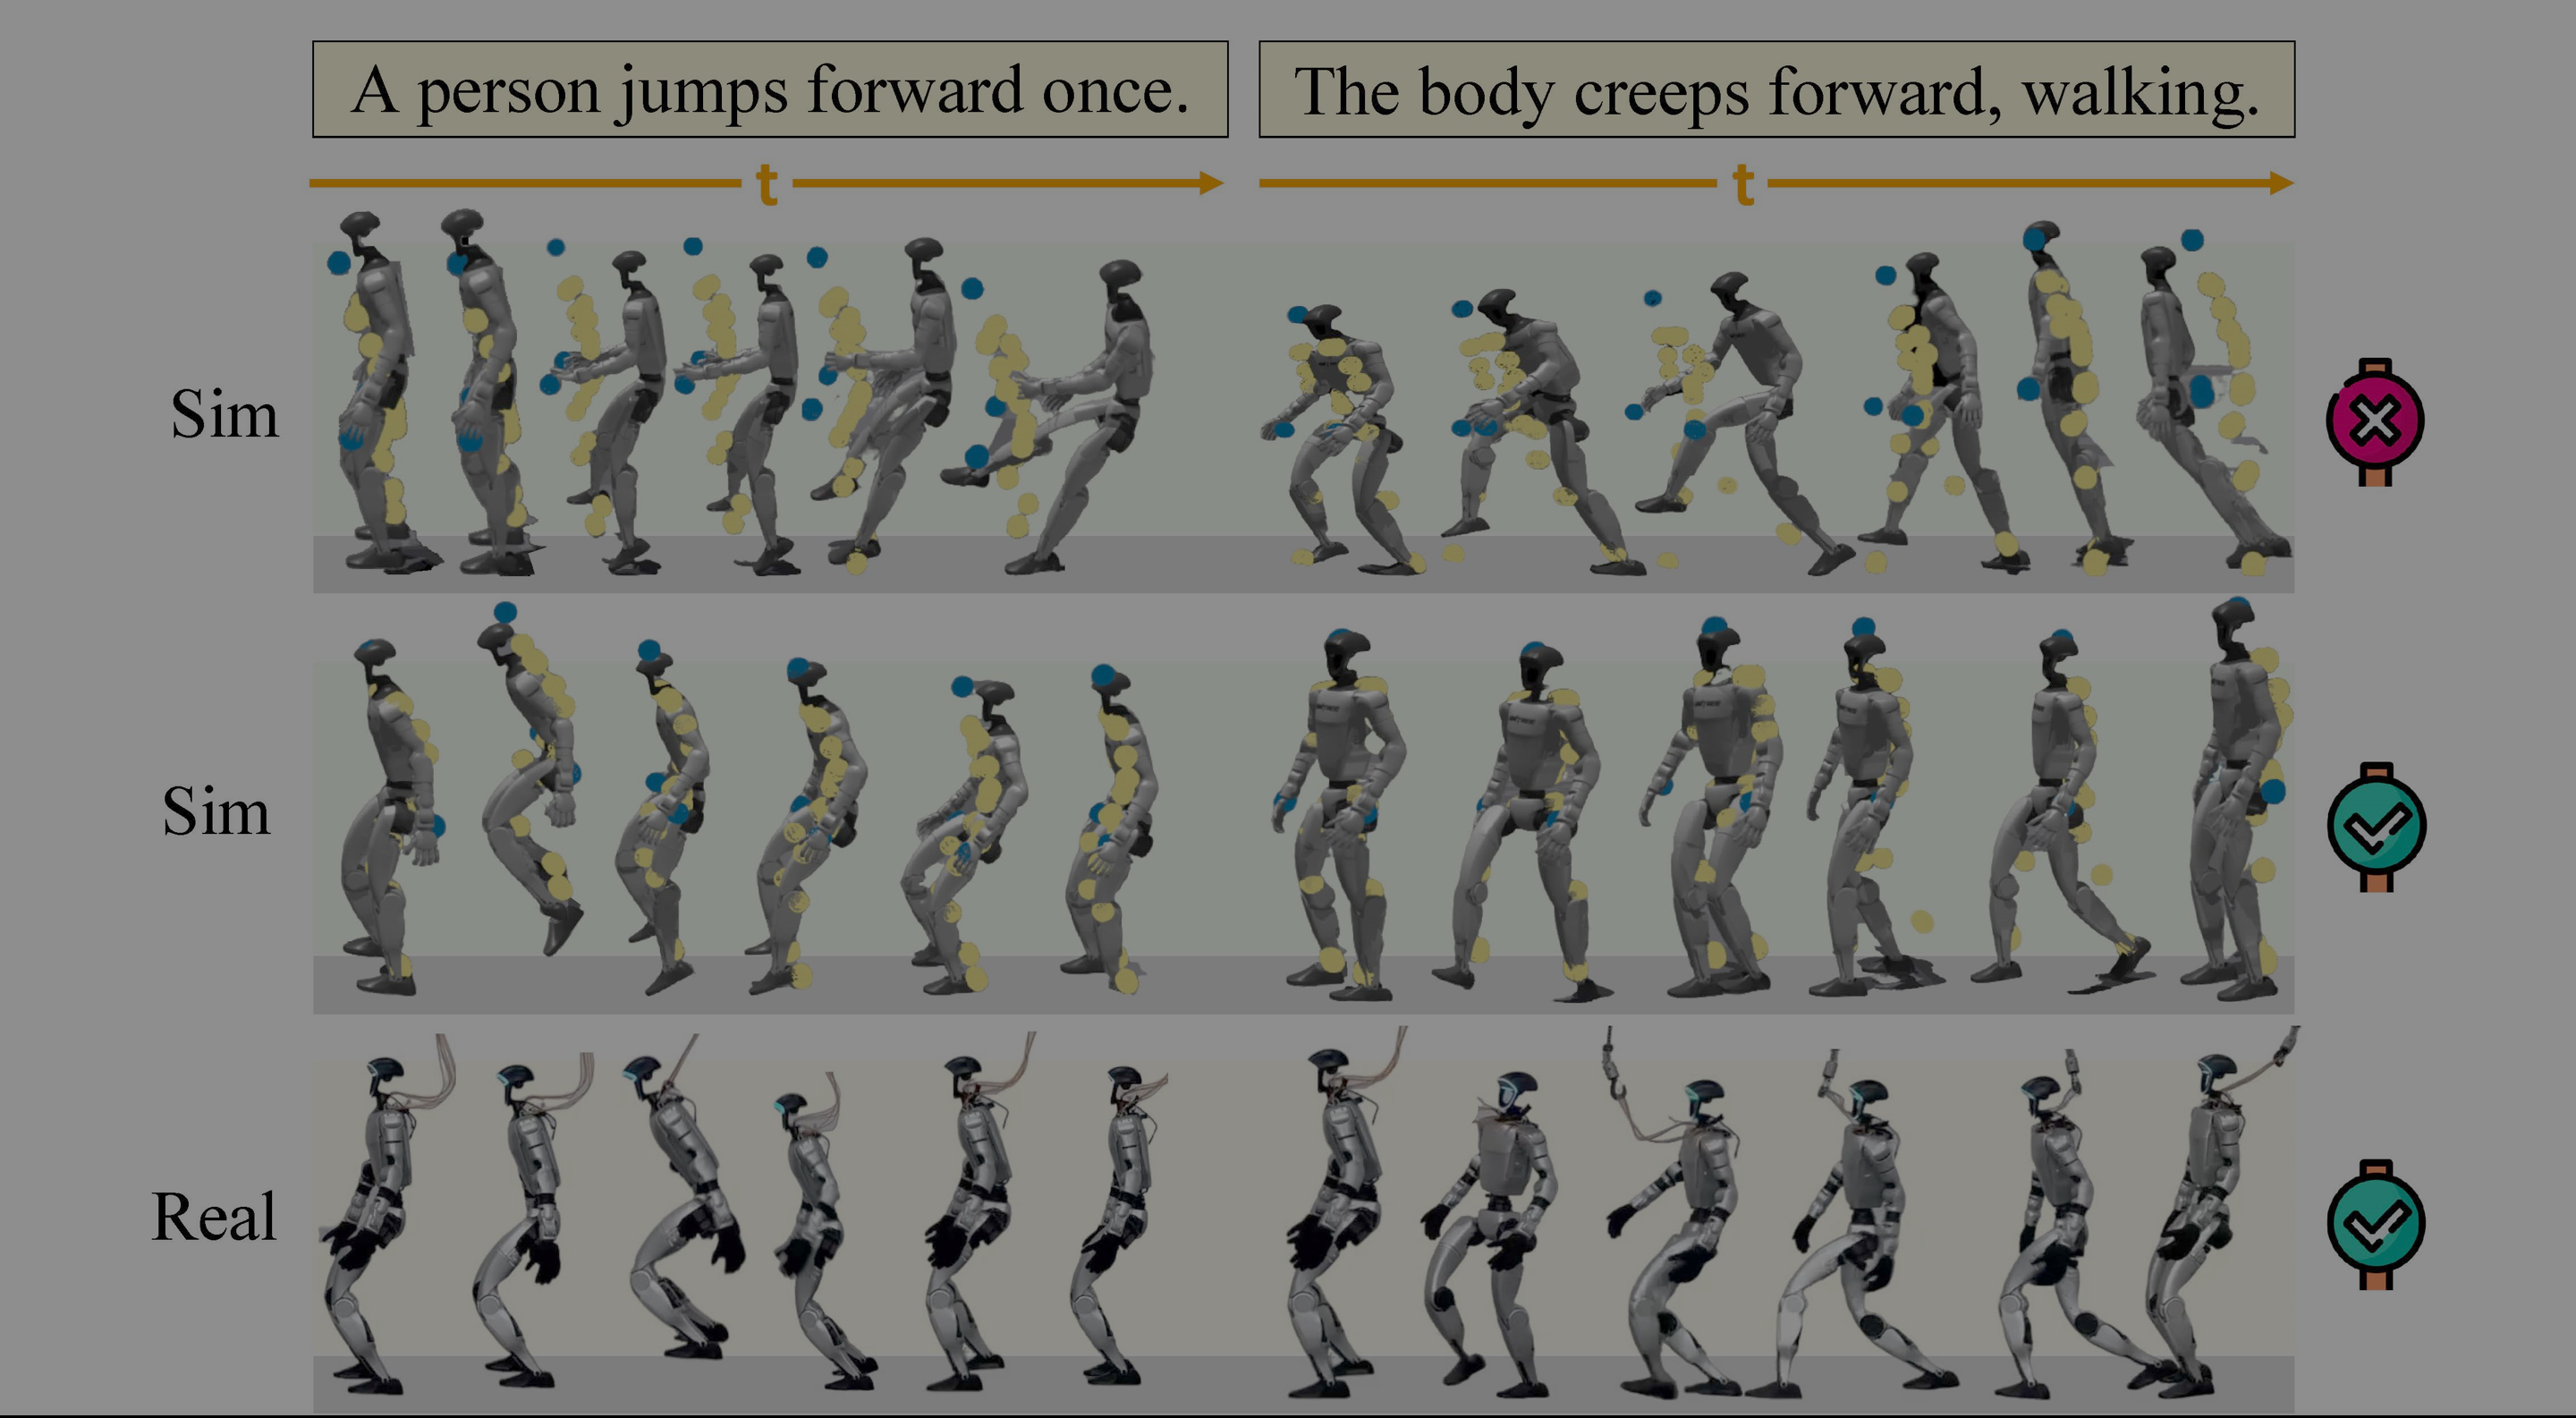 A person jumps forward once.
The body creeps forward, walking.
t
t
Sim
Sim
Real